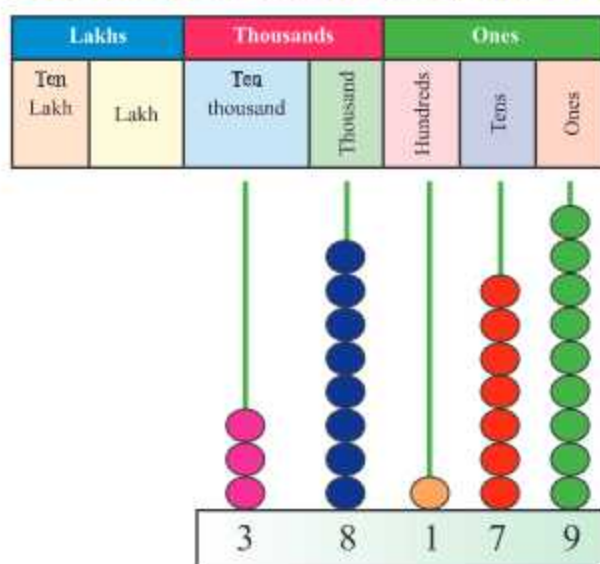 Lakhs Thousands Ones
Ten Lakh Lakh Ten thousand Thousand Hundreds Tens Ones
3 8 1 7 9